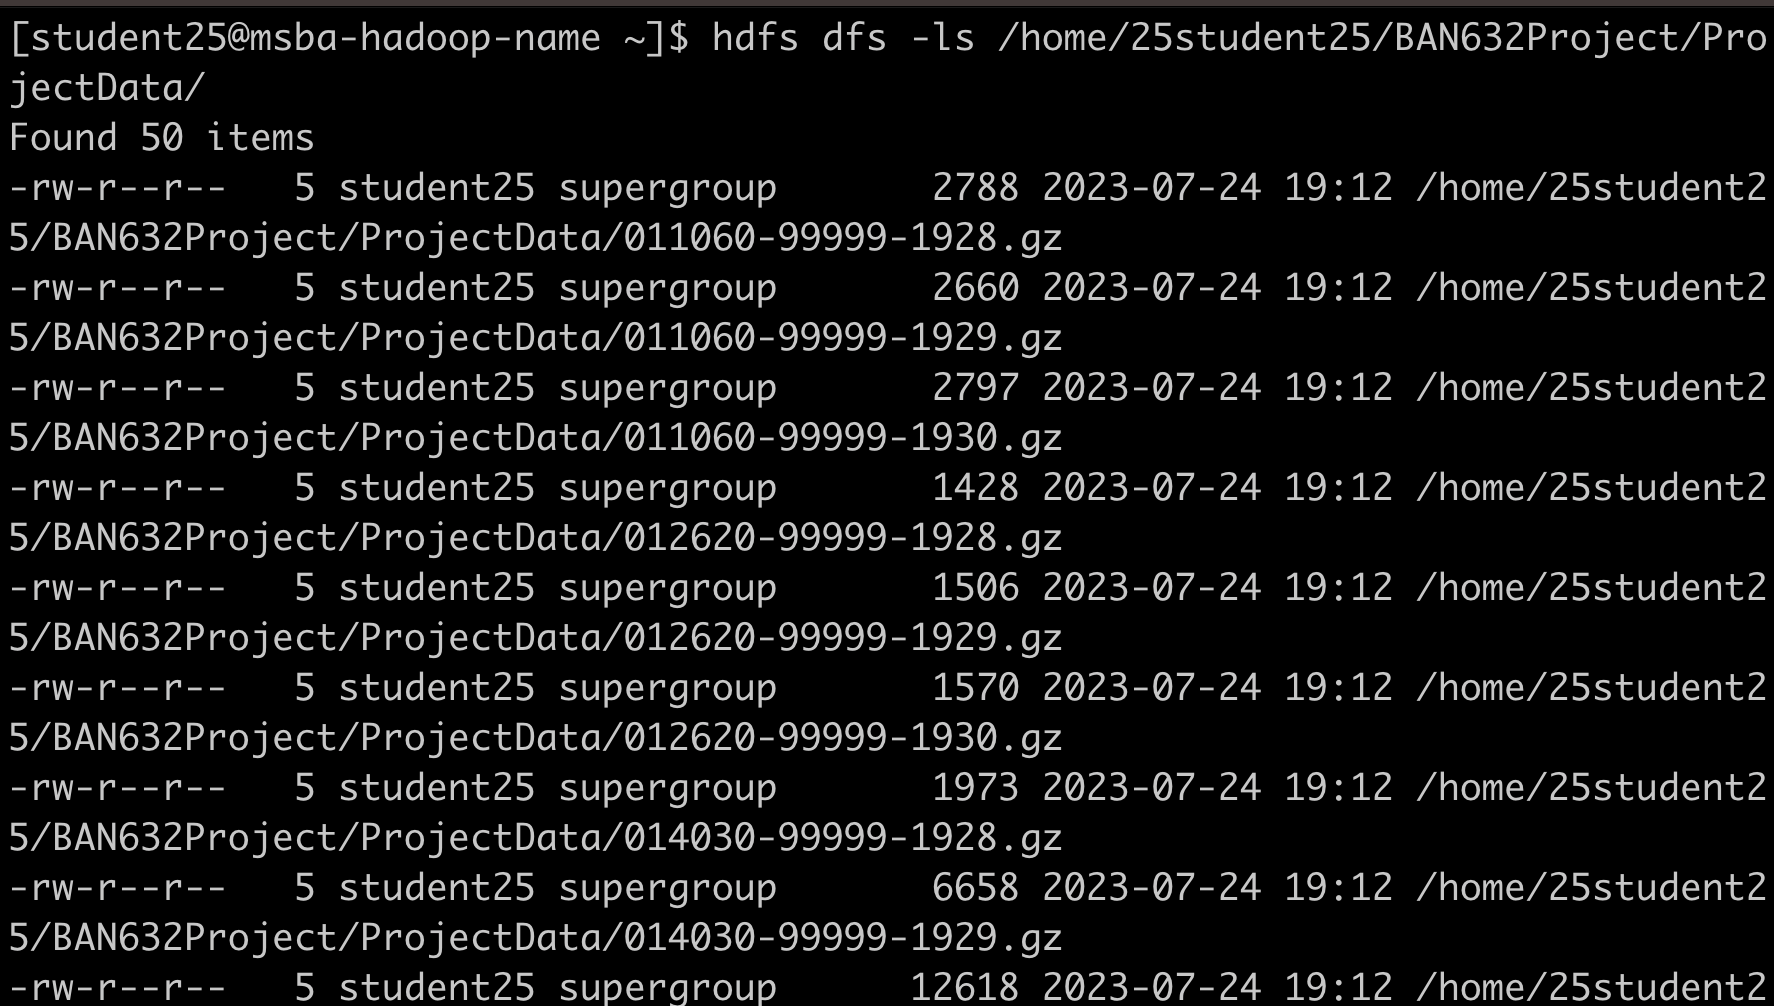 [student25@msba-hadoop-name ~]$ hdfs dfs -ls /home/25student25/BAN632Project/Pro
jectData/
Found 50 items
-rw-r--r--   5 student25 supergroup       2788 2023-07-24 19:12 /home/25student2
5/BAN632Project/ProjectData/011060-99999-1928.gz
-rw-r--r--   5 student25 supergroup       2660 2023-07-24 19:12 /home/25student2
5/BAN632Project/ProjectData/011060-99999-1929.gz
-rw-r--r--   5 student25 supergroup       2797 2023-07-24 19:12 /home/25student2
5/BAN632Project/ProjectData/011060-99999-1930.gz
-rw-r--r--   5 student25 supergroup       1428 2023-07-24 19:12 /home/25student2
5/BAN632Project/ProjectData/012620-99999-1928.gz
-rw-r--r--   5 student25 supergroup       1506 2023-07-24 19:12 /home/25student2
5/BAN632Project/ProjectData/012620-99999-1929.gz
-rw-r--r--   5 student25 supergroup       1570 2023-07-24 19:12 /home/25student2
5/BAN632Project/ProjectData/012620-99999-1930.gz
-rw-r--r--   5 student25 supergroup       1973 2023-07-24 19:12 /home/25student2
5/BAN632Project/ProjectData/014030-99999-1928.gz
-rw-r--r--   5 student25 supergroup       6658 2023-07-24 19:12 /home/25student2
5/BAN632Project/ProjectData/014030-99999-1929.gz
-rw-r--r--   5 student25 supergroup      12618 2023-07-24 19:12 /home/25student2